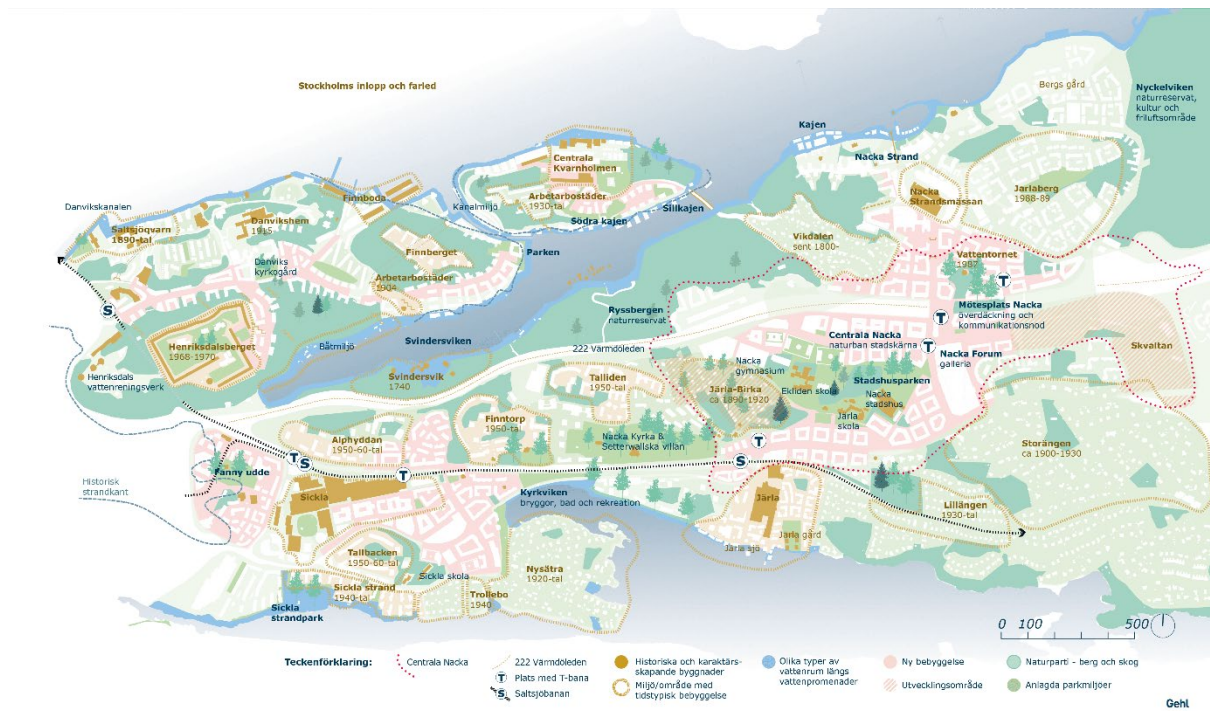 Stockholms inlopp och farled
Bergs gård
Nyckelviken
naturreservat,
kultur och
friluftsområde
Kajen
Nacka Strand
Centrala
Kvarnholmen
Finnboda
Arbetarbostäder
1930-tal
Kanalmiljö
Södra kajen
Sillkajen
Nacka
Strandsmässan
Jarlaberg
1988-89
Danvikskanalen
Saltsjöqvarn
1890-tal
Danvikshem
1915
Finnberget
Parken
Vikdalen
sent 1800-
Danviks
kyrkogård
Arbetarbostäder
1904
Vattentornet
1987
T
S
Ryssbergen
naturreservat
Mötesplats Nacka
överdäckning och
kommunikationsnod
T
Henriksdalsberget
1968-1970
Båtmiljö
Svindersviken
222 Värmdöleden
Centrala Nacka
naturban stadskärna
T
Nacka Forum
galleria
Skvaltan
Henriksdals
vattenreningsverk
Svindersvik
1740
Talliden
1950-tal
Nacka
gymnasium
Järla-Birka
ca 1890-1920
Ekliden skola
Stadshusparken
Nacka
stadshus
Järla
skola
Finntorp
1950-tal
Alphyddan
1950-60-tal
Nacka Kyrka &
Setterwallska villan
T
S
Storängen
ca 1900-1930
Fanny udde
T
S
T
Historisk
strandkant
Sickla
Kyrkviken
bryggor, bad och rekreation
Järla
Lillängen
1930-tal
Järla gård
Järla sjö
Tallbacken
1950-60-tal
Sickla skola
Nysätra
1920-tal
Sickla strand
1940-tal
Trollebo
1940
Sickla
strandpark
0 100 500
Teckenförklaring:
Centrala Nacka
222 Värmdöleden
T Plats med T-bana
S Saltsjöbanan
Historiska och karaktärs-
skapande byggnader
Miljö/område med
tidstypisk bebyggelse
Olika typer av
vattenrum längs
vattenpromenader
Ny bebyggelse
Utvecklingsområde
Naturparti - berg och skog
Anlagda parkmiljöer
Gehl